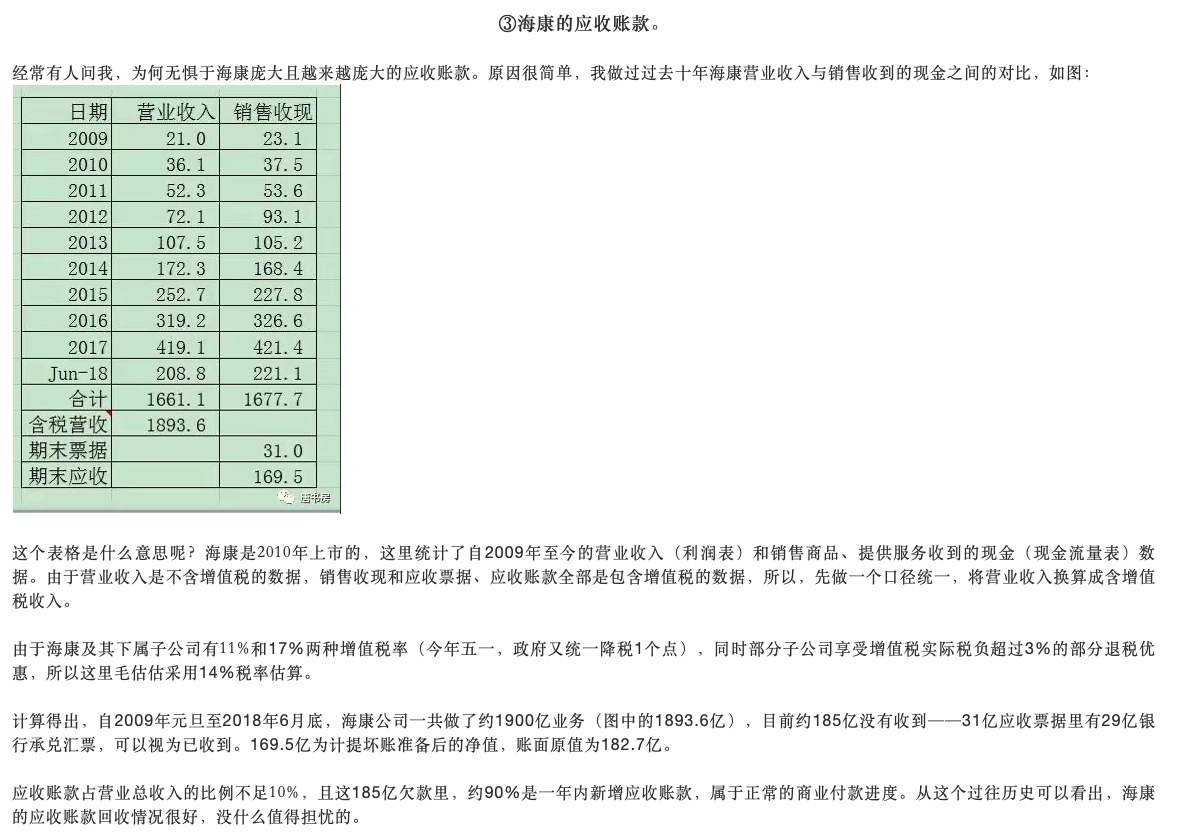 ③海康的应收账款。
经常有人问我，为何无惧于海康庞大且越来越庞大的应收账款。原因很简单，我做过过去十年海康营业收入与销售收到的现金之间的对比，如图：
日期 营业收入 销售收现
2009 21.0 23.1
2010 36.1 37.5
2011 52.3 53.6
2012 72.1 93.1
2013 107.5 105.2
2014 172.3 168.4
2015 252.7 227.8
2016 319.2 326.6
2017 419.1 421.4
Jun-18 208.8 221.1
合计 1661.1 1677.7
含税营收 1893.6
期末票据 31.0
期末应收 169.5
唐书房
这个表格是什么意思呢？海康是2010年上市的，这里统计了自2009年至今的营业收入（利润表）和销售商品、提供服务收到的现金（现金流量表）数
据。由于营业收入是不含增值税的数据，销售收现和应收票据、应收账款全部是包含增值税的数据，所以，先做一个口径统一，将营业收入换算成含增值
税收入。
由于海康及其下属子公司有11%和17%两种增值税率（今年五一，政府又统一降税1个点），同时部分子公司享受增值税实际税负超过3%的部分退税优
惠，所以这里毛估估采用14%税率估算。
计算得出，自2009年元旦至2018年6月底，海康公司一共做了约1900亿业务（图中的1893.6亿），目前约185亿没有收到——31亿应收票据里有29亿银
行承兑汇票，可以视为已收到。169.5亿为计提坏账准备后的净值，账面原值为182.7亿。
应收账款占营业总收入的比例不足10%，且这185亿欠款里，约90%是一年内新增应收账款，属于正常的商业付款进度。从这个过往历史可以看出，海康
的应收账款回收情况很好，没什么值得担忧的。